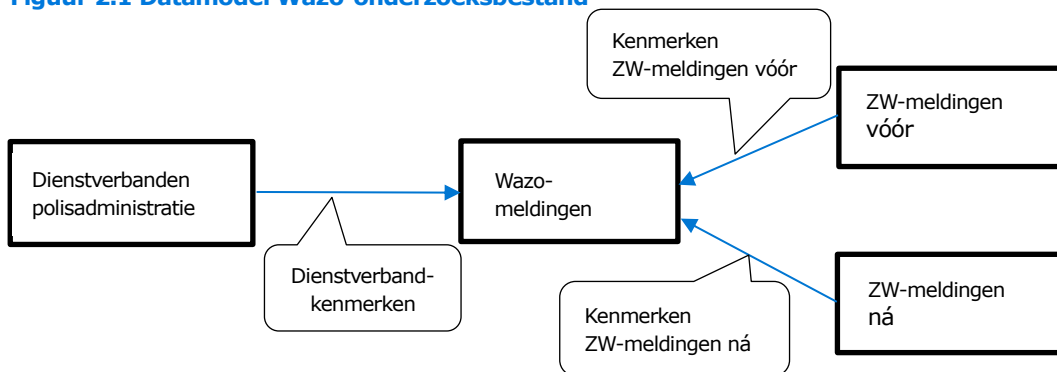 Figuur 2.1 Datamodel Wazo-onderzoeksbestand
Kenmerken
ZW-meldingen vóór
ZW-meldingen
vóór
Dienstverbanden
polisadministratie
Wazo-
meldingen
Dienstverband-
kenmerken
Kenmerken
ZW-meldingen ná
ZW-meldingen
ná